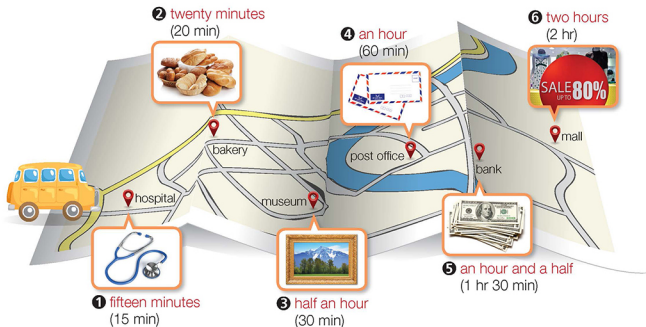 ❷ twenty minutes
(20 min)
❹ an hour
(60 min)
❻ two hours
(2 hr)
SALE
UP TO 80%
bakery
post office
mall
bank
hospital
museum
❶ fifteen minutes
(15 min)
❸ half an hour
(30 min)
❺ an hour and a half
(1 hr 30 min)